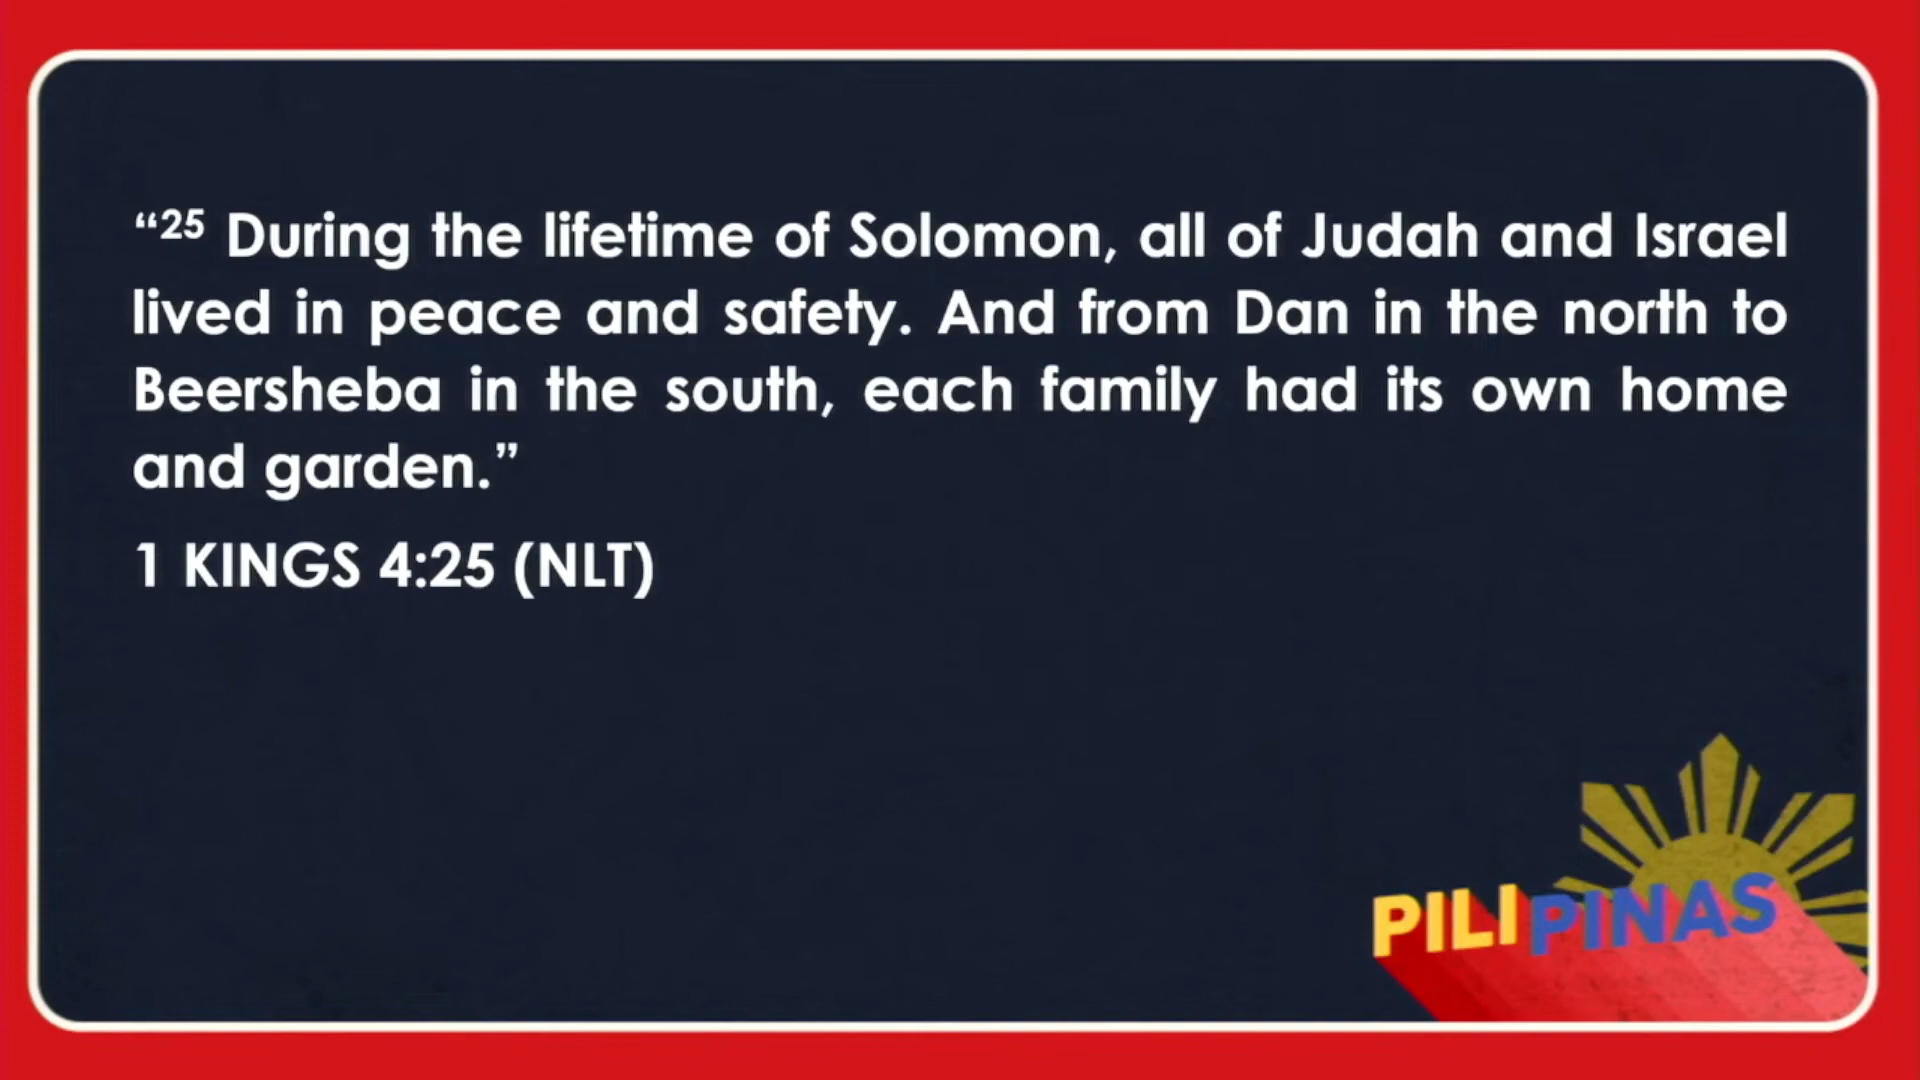 “25 During the lifetime of Solomon, all of Judah and Israel
lived in peace and safety. And from Dan in the north to
Beersheba in the south, each family had its own home
and garden.”
1 KINGS 4:25 (NLT)
PILIPINAS